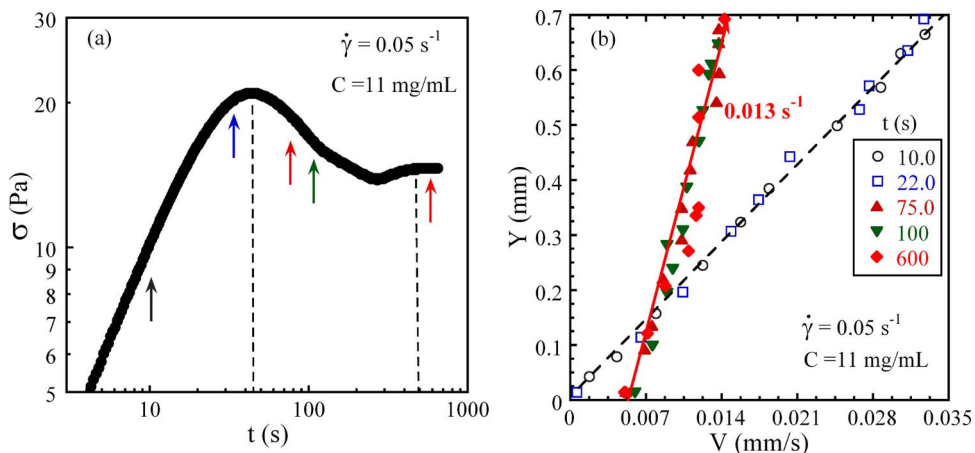 (a)
γ̇ = 0.05 s⁻¹
C =11 mg/mL
σ (Pa)
30
20
10
9
8
7
6
5
10
100
1000
t (s)
(b)
0.013 s⁻¹
t (s)
10.0
22.0
75.0
100
600
γ̇ = 0.05 s⁻¹
C = 11 mg/mL
Y (mm)
0.7
0.6
0.5
0.4
0.3
0.2
0.1
0
0
0.007
0.014
0.021
0.028
0.035
V (mm/s)